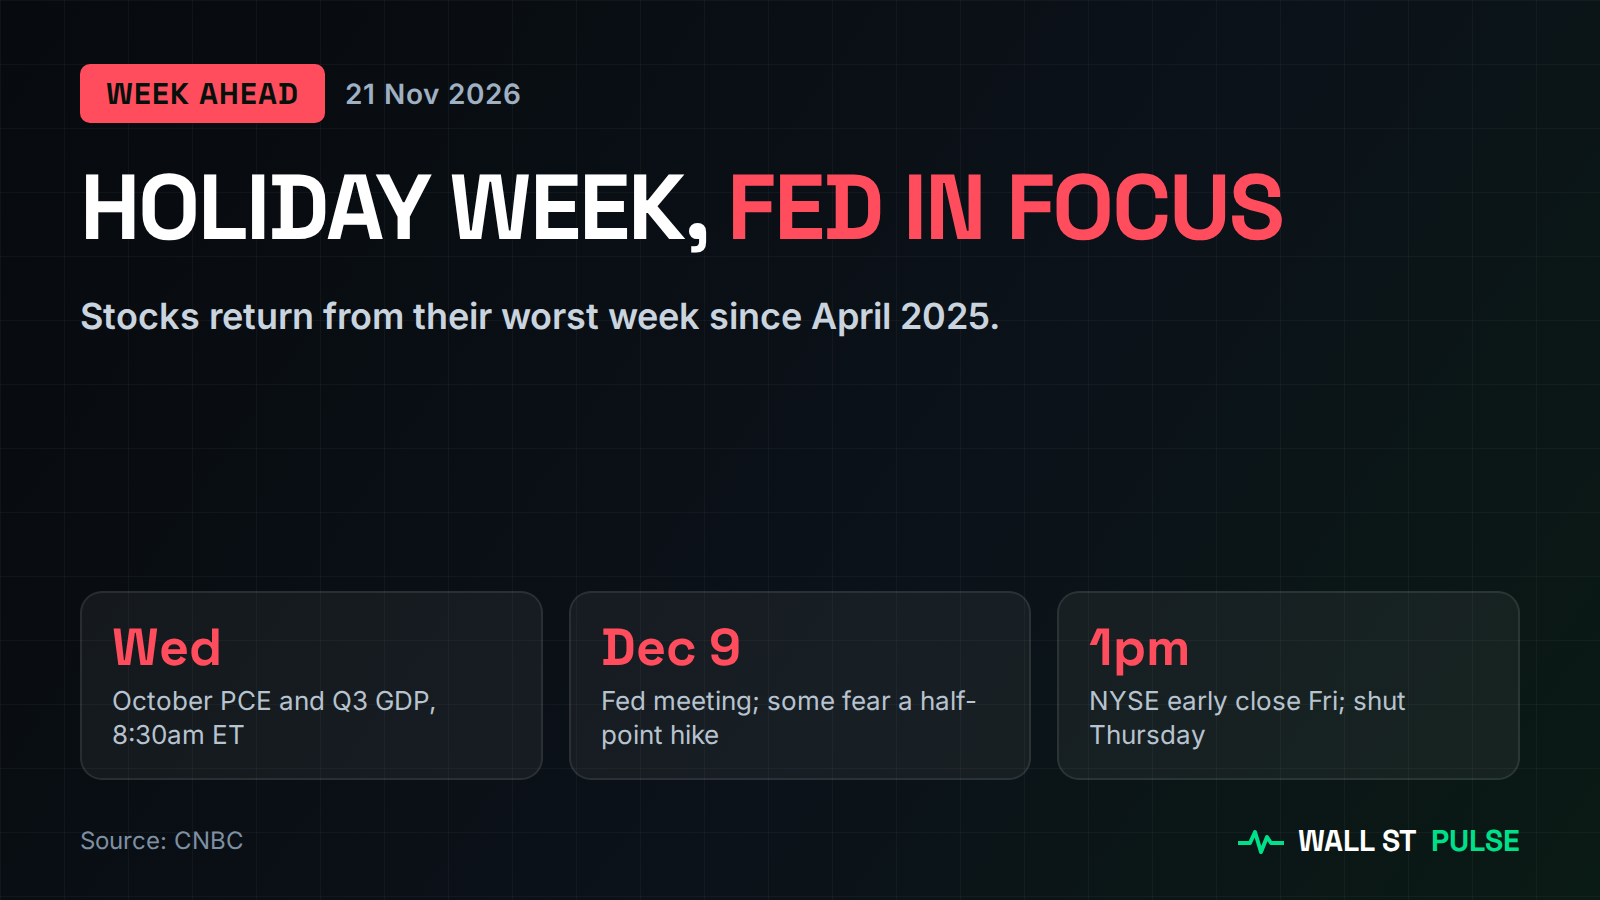 WEEK AHEAD 21 Nov 2026
HOLIDAY WEEK, FED IN FOCUS
Stocks return from their worst week since April 2025.
Wed
October PCE and Q3 GDP,
8:30am ET
Dec 9
Fed meeting; some fear a half-
point hike
1pm
NYSE early close Fri; shut
Thursday
Source: CNBC
WALL ST PULSE